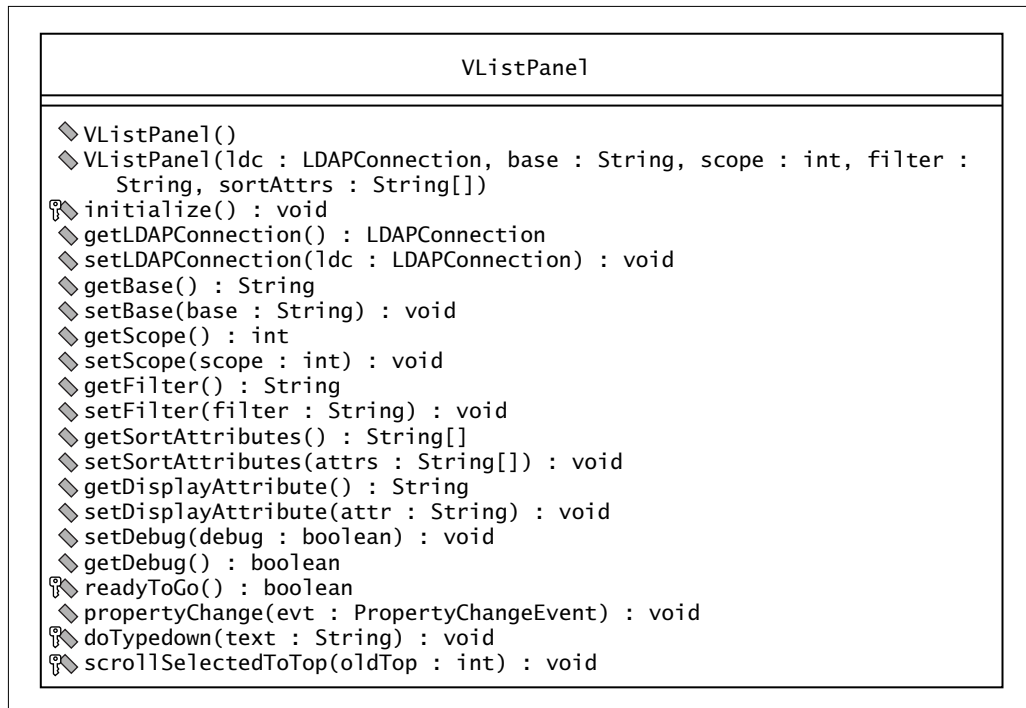 VListPanel
VListPanel()
VListPanel(ldc : LDAPConnection, base : String, scope : int, filter :
String, sortAttrs : String[])
initialize() : void
getLDAPConnection() : LDAPConnection
setLDAPConnection(ldc : LDAPConnection) : void
getBase() : String
setBase(base : String) : void
getScope() : int
setScope(scope : int) : void
getFilter() : String
setFilter(filter : String) : void
getSortAttributes() : String[]
setSortAttributes(attrs : String[]) : void
getDisplayAttribute() : String
setDisplayAttribute(attr : String) : void
setDebug(debug : boolean) : void
getDebug() : boolean
readyToGo() : boolean
propertyChange(evt : PropertyChangeEvent) : void
doTypedown(text : String) : void
scrollSelectedToTop(oldTop : int) : void